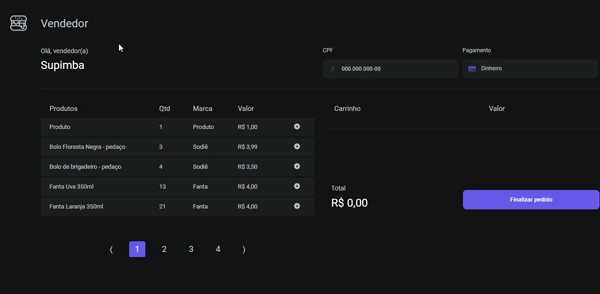 Vendedor
Olá, vendedor(a)
Supimba
CPF
Pagamento
000.000.000-00
Dinheiro
Produtos Qtd Marca Valor
Produto 1 Produto R$ 1,00
Bolo Floresta Negra - pedaço 3 Sodiê R$ 3,99
Bolo de brigadeiro - pedaço 4 Sodiê R$ 3,50
Fanta Uva 350ml 13 Fanta R$ 4,00
Fanta Laranja 350ml 21 Fanta R$ 4,00
Carrinho Valor
Total
R$ 0,00
Finalizar pedido
⟨ 1 2 3 4 ⟩